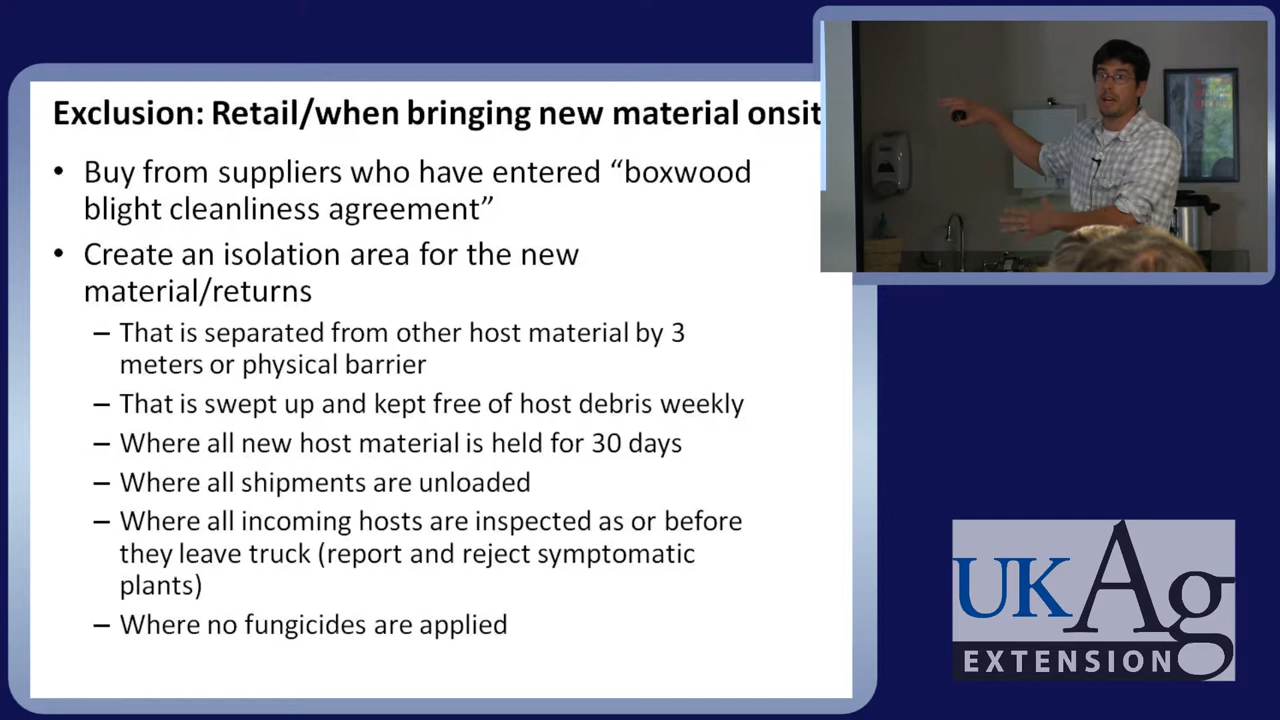 Exclusion: Retail/when bringing new material onsit
• Buy from suppliers who have entered “boxwood
blight cleanliness agreement”
• Create an isolation area for the new
material/returns
– That is separated from other host material by 3
meters or physical barrier
– That is swept up and kept free of host debris weekly
– Where all new host material is held for 30 days
– Where all shipments are unloaded
– Where all incoming hosts are inspected as or before
they leave truck (report and reject symptomatic
plants)
– Where no fungicides are applied
UKAg
EXTENSION